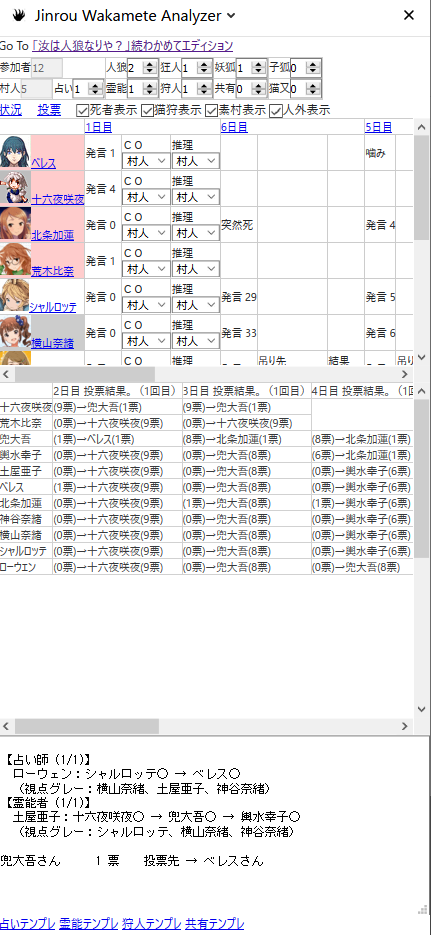 Jinrou Wakamete Analyzer
Go To 「汝は人狼なりや？」続わかめてエディション
参加者12 人狼2 狂人1 妖狐1 子狐0
村人5 占い1 霊能1 狩人1 共有0 猫又0
状況 投票 死者表示 猫狩表示 素村表示 人外表示
1日目 6日目 5日目
ベレス 発言 1 ＣＯ 村人 推理 村人 噛み
十六夜咲夜 発言 4 ＣＯ 村人 推理 村人
北条加蓮 発言 0 ＣＯ 村人 推理 村人 突然死 発言 4
荒木比奈 発言 1 ＣＯ 村人 推理 村人
シャルロッテ 発言 0 ＣＯ 村人 推理 村人 発言 29 発言 5
横山奈緒 発言 0 ＣＯ 村人 推理 村人 発言 33 発言 6
吊り先 結果 吊り
2日目 投票結果。 (1回目) 3日目 投票結果。 (1回目) 4日目 投票結果。 (1回
十六夜咲夜 (9票)→兜大吾(1票) (9票)→兜大吾(1票)
荒木比奈 (0票)→十六夜咲夜(9票) (0票)→十六夜咲夜(9票)
兜大吾 (1票)→ベレス(1票) (8票)→北条加蓮(1票) (8票)→北条加蓮(1票)
輿水幸子 (0票)→十六夜咲夜(9票) (0票)→兜大吾(8票) (6票)→北条加蓮(1票)
土屋亜子 (0票)→十六夜咲夜(9票) (0票)→兜大吾(8票) (0票)→輿水幸子(6票)
ベレス (1票)→十六夜咲夜(9票) (0票)→兜大吾(8票) (0票)→輿水幸子(6票)
北条加蓮 (0票)→十六夜咲夜(9票) (1票)→兜大吾(8票) (1票)→輿水幸子(6票)
神谷奈緒 (0票)→十六夜咲夜(9票) (0票)→兜大吾(8票) (0票)→輿水幸子(6票)
横山奈緒 (0票)→十六夜咲夜(9票) (0票)→兜大吾(8票) (0票)→輿水幸子(6票)
シャルロッテ (0票)→十六夜咲夜(9票) (0票)→兜大吾(8票) (0票)→輿水幸子(6票)
ローウェン (0票)→十六夜咲夜(9票) (0票)→兜大吾(8票) (0票)→兜大吾(8票)
【占い師 (1/1)】
ローウェン：シャルロッテ○ → ベレス○
（視点グレー：横山奈緒、土屋亜子、神谷奈緒）
【霊能者 (1/1)】
土屋亜子：十六夜咲夜○ → 兜大吾○ → 輿水幸子○
（視点グレー：シャルロッテ、横山奈緒、神谷奈緒）
兜大吾さん 1 票 投票先 → ベレスさん
占いテンプレ 霊能テンプレ 狩人テンプレ 共有テンプレ